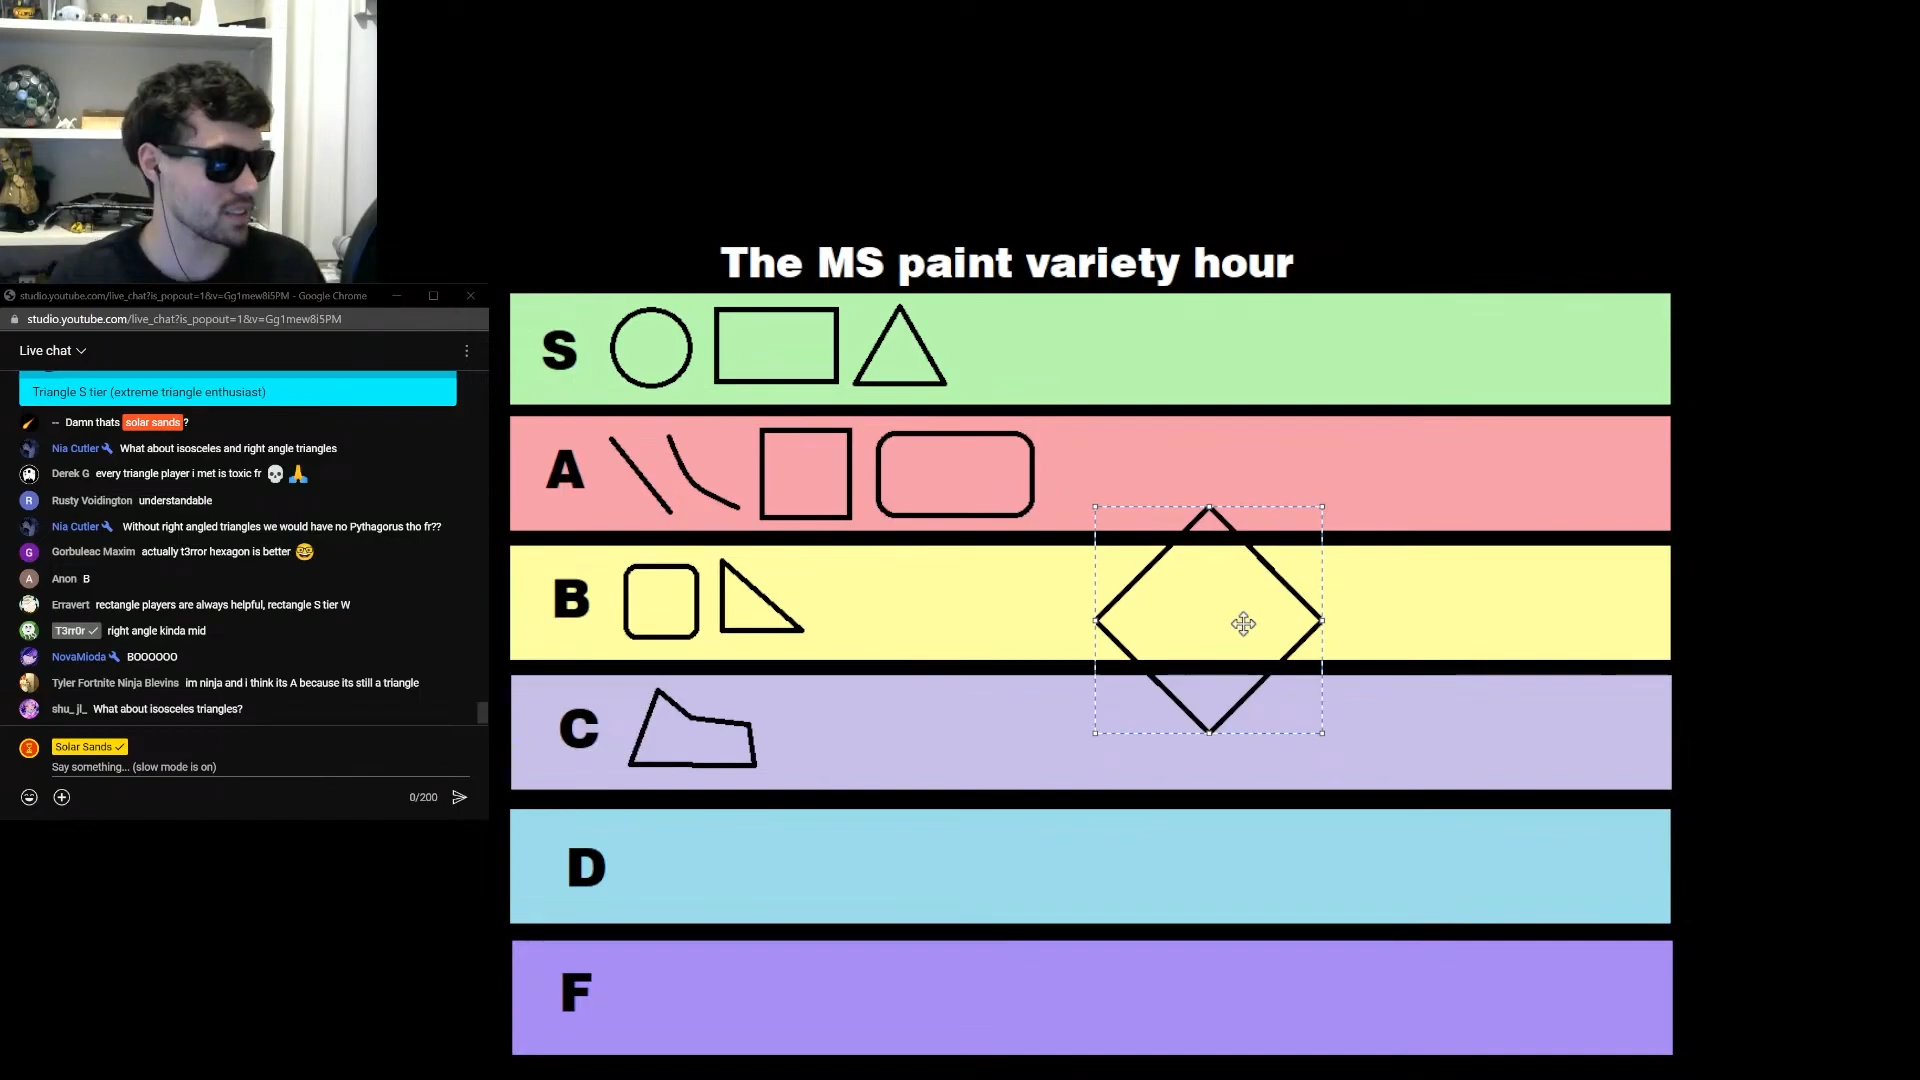 studio.youtube.com/live_chat?is_popout=1&v=Gg1mew8i5PM - Google Chrome
studio.youtube.com/live_chat?is_popout=1&v=Gg1mew8i5PM
Live chat
Triangle S tier (extreme triangle enthusiast)
-- Damn thats solar sands ?
Nia Cutler What about isosceles and right angle triangles
Derek G every triangle player i met is toxic fr 💀 🙏
R Rusty Voidington understandable
Nia Cutler Without right angled triangles we would have no Pythagorus tho fr??
G Gorbuleac Maxim actually t3rror hexagon is better 🤓
A Anon B
Erravert rectangle players are always helpful, rectangle S tier W
T3rr0r right angle kinda mid
NovaMioda BOOOOOO
Tyler Fortnite Ninja Blevins im ninja and i think its A because its still a triangle
shu_ jl_ What about isosceles triangles?
Solar Sands
Say something... (slow mode is on)
0/200
The MS paint variety hour
S
A
B
C
D
F